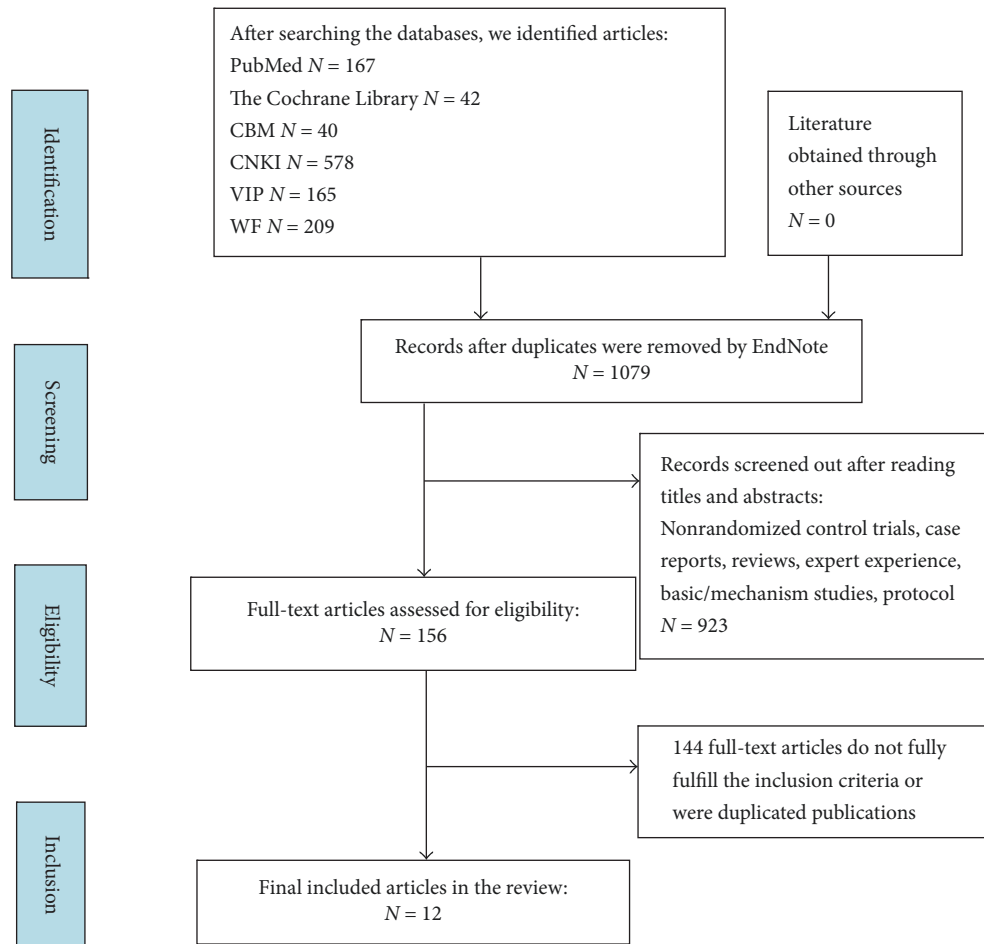 Identification
After searching the databases, we identified articles:
PubMed N = 167
The Cochrane Library N = 42
CBM N = 40
CNKI N = 578
VIP N = 165
WF N = 209
Literature
obtained through
other sources
N = 0
Screening
Records after duplicates were removed by EndNote
N = 1079
Records screened out after reading
titles and abstracts:
Nonrandomized control trials, case
reports, reviews, expert experience,
basic/mechanism studies, protocol
N = 923
Eligibility
Full-text articles assessed for eligibility:
N = 156
144 full-text articles do not fully
fulfill the inclusion criteria or
were duplicated publications
Inclusion
Final included articles in the review:
N = 12